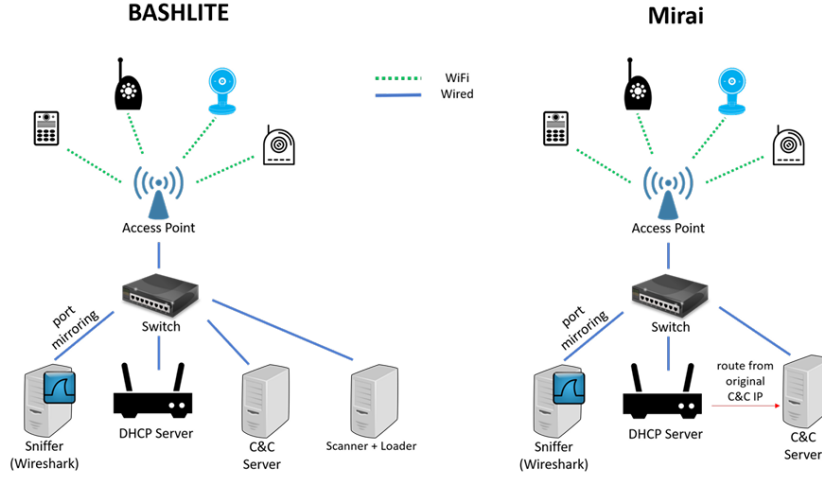 BASHLITE
WiFi
Wired
Access Point
port
mirroring
Switch
Sniffer
(Wireshark)
DHCP Server
C&C
Server
Scanner + Loader
Mirai
Access Point
port
mirroring
Switch
route from
original
C&C IP
Sniffer
(Wireshark)
DHCP Server
C&C
Server